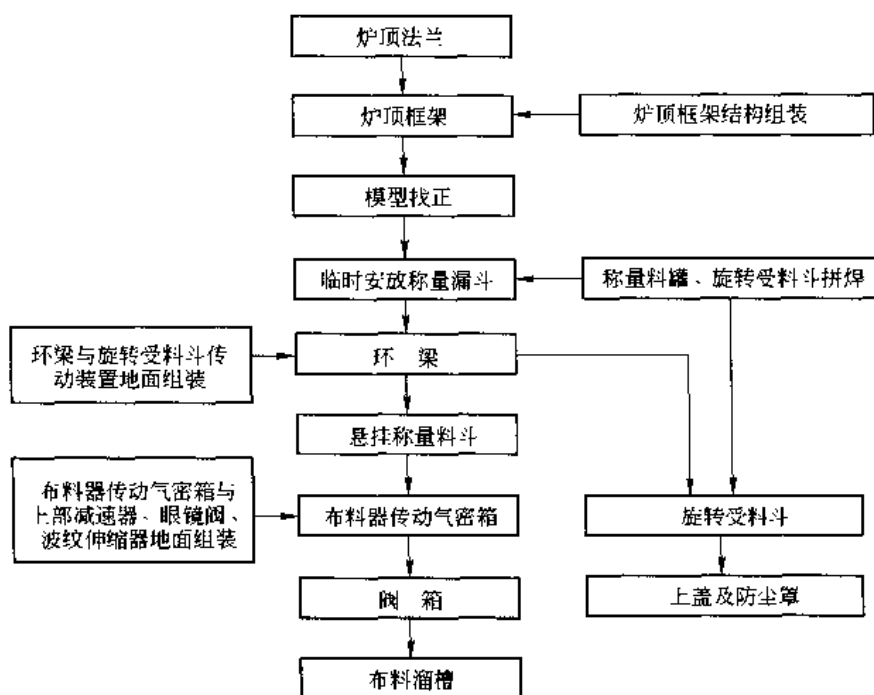 炉顶法兰
炉顶框架
炉顶框架结构组装
模型找正
临时安放称量漏斗
称量料罐、旋转受料斗拼焊
环梁与旋转受料斗传
动装置地面组装
环 梁
悬挂称量料斗
布料器传动气密箱与
上部减速器、眼镜阀、
波纹伸缩器地面组装
布料器传动气密箱
旋转受料斗
阀 箱
上盖及防尘罩
布料溜槽